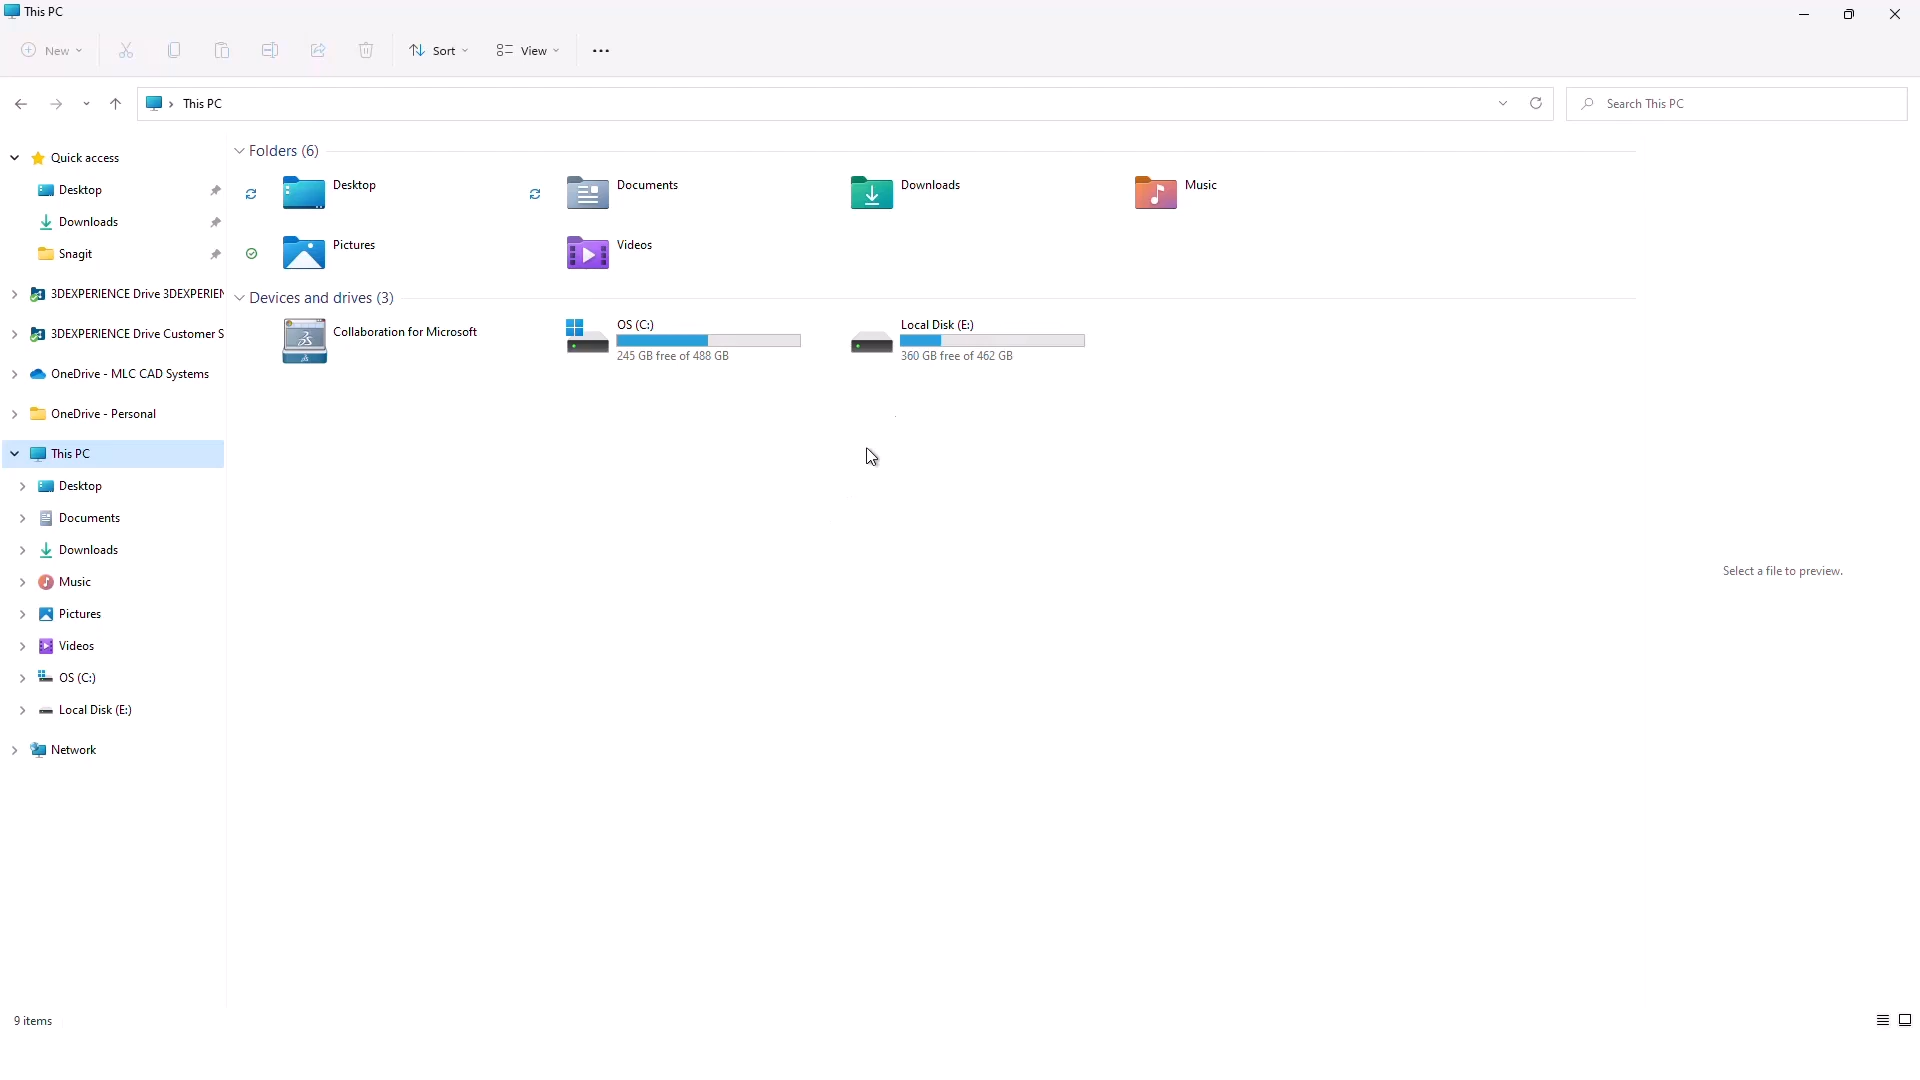 This PC
New
Sort
View
This PC
Search This PC
Quick access
Desktop
Downloads
Snagit
3DEXPERIENCE Drive 3DEXPERIEN
3DEXPERIENCE Drive Customer S
OneDrive - MLC CAD Systems
OneDrive - Personal
This PC
Desktop
Documents
Downloads
Music
Pictures
Videos
OS (C:)
Local Disk (E:)
Network
Folders (6)
Desktop
Documents
Downloads
Music
Pictures
Videos
Devices and drives (3)
Collaboration for Microsoft
OS (C:)
245 GB free of 488 GB
Local Disk (E:)
360 GB free of 462 GB
Select a file to preview.
9 items